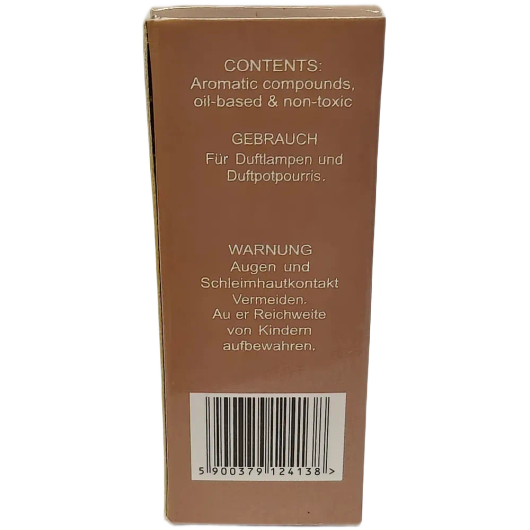 CONTENTS:
Aromatic compounds,
oil-based & non-toxic
GEBRAUCH
Für Duftlampen und
Duftpotpourris.
WARNUNG
Augen und
Schleimhautkontakt
Vermeiden.
Au er Reichweite
von Kindern
aufbewahren.
5 900379 124138 >